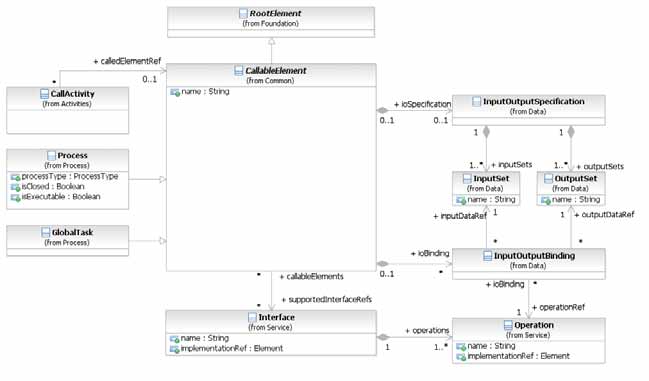 RootElement
(from Foundation)
+ calledElementRef
*
0..1
CallableElement
(from Common)
name : String
CallActivity
(from Activities)
+ ioSpecification
0..1
0..1
InputOutputSpecification
(from Data)
1
1
Process
(from Process)
processType : ProcessType
isClosed : Boolean
isExecutable : Boolean
1..*
+ inputSets
1..*
+ outputSets
InputSet
(from Data)
name : String
OutputSet
(from Data)
name : String
+ inputDataRef
1
1
+ outputDataRef
GlobalTask
(from Process)
*
*
+ ioBinding
0..1
*
InputOutputBinding
(from Data)
* + callableElements
+ ioBinding *
* + supportedInterfaceRefs
1 + operationRef
Interface
(from Service)
name : String
implementationRef : Element
+ operations
1
1..*
Operation
(from Service)
name : String
implementationRef : Element